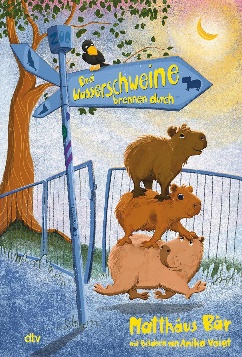 Drei
Wasserschweine
brennen durch
Matthäus Bär
mit Bildern von Anika Voigt
dtv